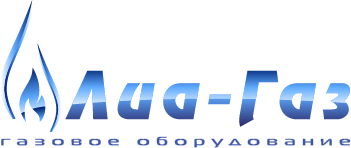 Лиа-Газ
газовое оборудование